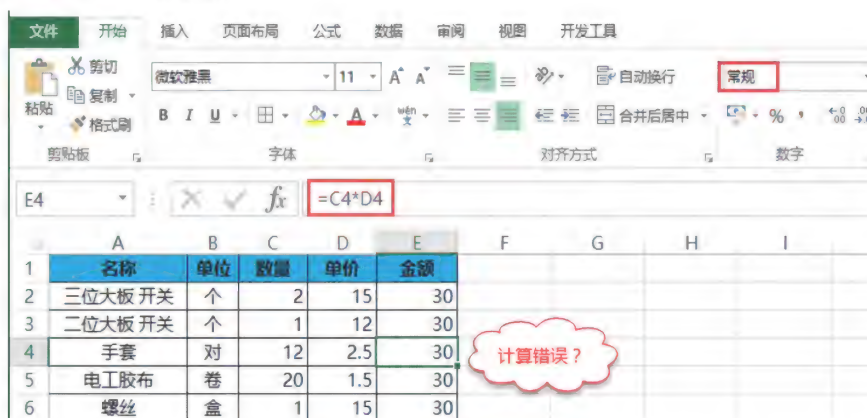 文件 开始 插入 页面布局 公式 数据 审阅 视图 开发工具
剪切
微软雅黑 11 A A 自动换行 常规
复制
粘贴 格式刷 B I U A wén 文 合并后居中 % ,
剪贴板 字体 对齐方式 数字
E4 fx =C4*D4
A B C D E F G H I
1 名称 单位 数量 单价 金额
2 三位大板 开关 个 2 15 30
3 二位大板 开关 个 1 12 30
4 手套 对 12 2.5 30
计算错误？
5 电工胶布 卷 20 1.5 30
6 螺丝 盒 1 15 30